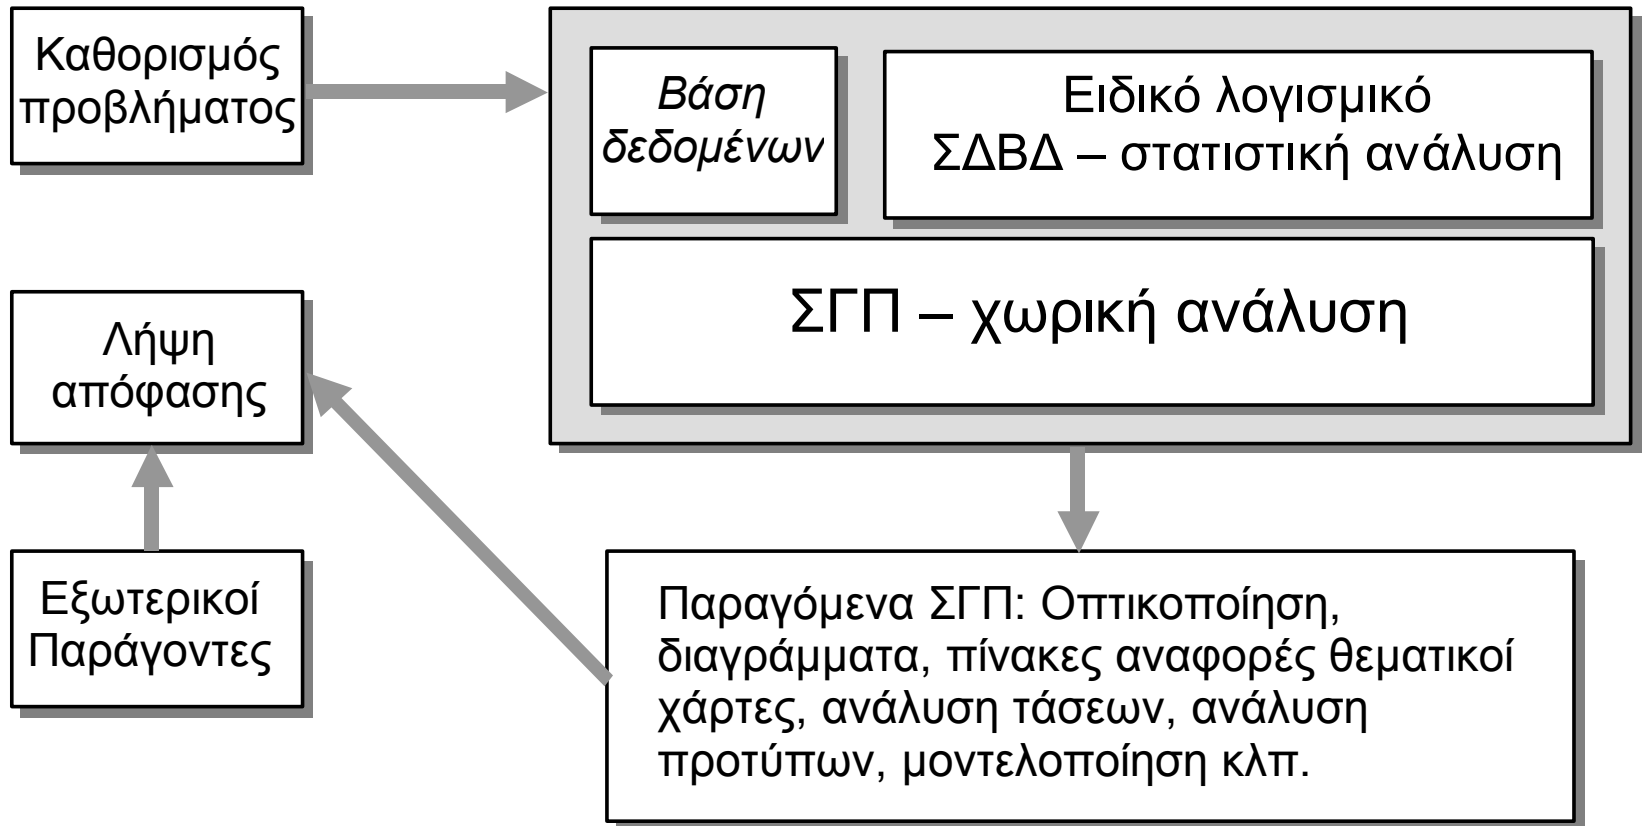 Καθορισμός
προβλήματος
Βάση
δεδομένων
Ειδικό λογισμικό
ΣΔΒΔ – στατιστική ανάλυση
ΣΓΠ – χωρική ανάλυση
Λήψη
απόφασης
Εξωτερικοί
Παράγοντες
Παραγόμενα ΣΓΠ: Οπτικοποίηση,
διαγράμματα, πίνακες αναφορές θεματικοί
χάρτες, ανάλυση τάσεων, ανάλυση
προτύπων, μοντελοποίηση κλπ.